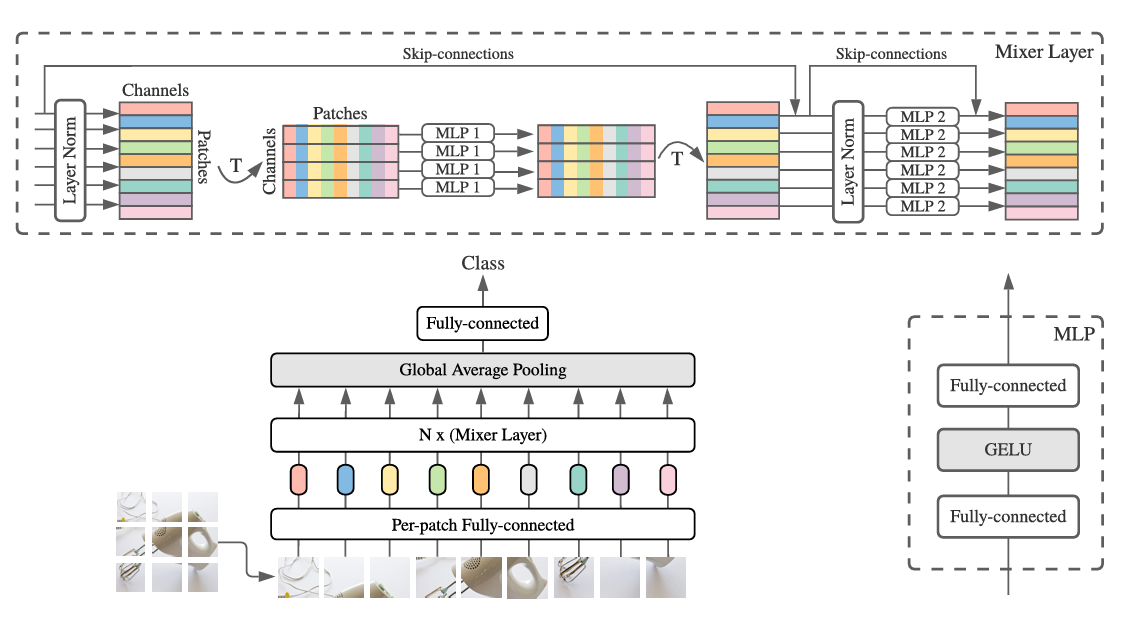 Skip-connections
Skip-connections
Mixer Layer
Channels
Layer Norm
Patches
T
Channels
Patches
MLP 1
MLP 1
MLP 1
MLP 1
T
Layer Norm
MLP 2
MLP 2
MLP 2
MLP 2
MLP 2
MLP 2
Class
Fully-connected
Global Average Pooling
N x (Mixer Layer)
Per-patch Fully-connected
MLP
Fully-connected
GELU
Fully-connected